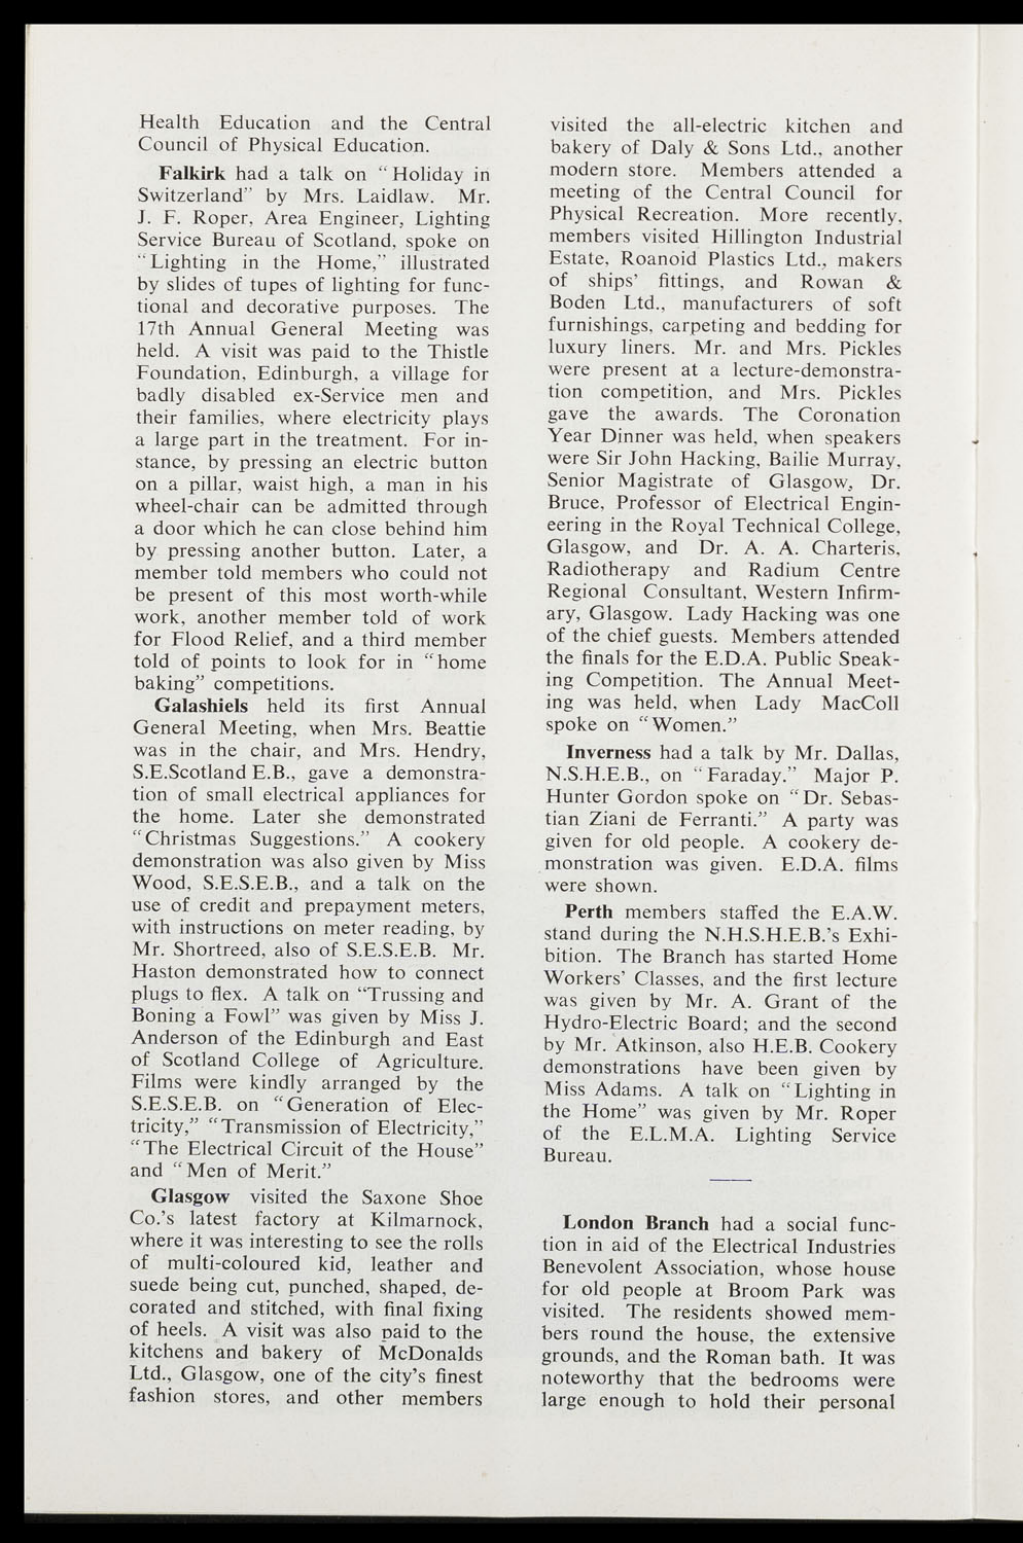 Health Education and the Central
Council of Physical Education.
Falkirk had a talk on "Holiday in
Switzerland" by Mrs. Laidlaw. Mr.
J. F. Roper, Area Engineer, Lighting
Service Bureau of Scotland, spoke on
"Lighting in the Home," illustrated
by slides of tupes of lighting for func-
tional and decorative purposes. The
17th Annual General Meeting was
held. A visit was paid to the Thistle
Foundation, Edinburgh, a village for
badly disabled ex-Service men and
their families, where electricity plays
a large part in the treatment. For in-
stance, by pressing an electric button
on a pillar, waist high, a man in his
wheel-chair can be admitted through
a door which he can close behind him
by pressing another button. Later, a
member told members who could not
be present of this most worth-while
work, another member told of work
for Flood Relief, and a third member
told of points to look for in "home
baking" competitions.
Galashiels held its first Annual
General Meeting, when Mrs. Beattie
was in the chair, and Mrs. Hendry,
S.E.Scotland E.B., gave a demonstra-
tion of small electrical appliances for
the home. Later she demonstrated
"Christmas Suggestions." A cookery
demonstration was also given by Miss
Wood, S.E.S.E.B., and a talk on the
use of credit and prepayment meters,
with instructions on meter reading, by
Mr. Shortreed, also of S.E.S.E.B. Mr.
Haston demonstrated how to connect
plugs to flex. A talk on "Trussing and
Boning a Fowl" was given by Miss J.
Anderson of the Edinburgh and East
of Scotland College of Agriculture.
Films were kindly arranged by the
S.E.S.E.B. on "Generation of Elec-
tricity," "Transmission of Electricity,"
"The Electrical Circuit of the House"
and "Men of Merit."
Glasgow visited the Saxone Shoe
Co.'s latest factory at Kilmarnock,
where it was interesting to see the rolls
of multi-coloured kid, leather and
suede being cut, punched, shaped, de-
corated and stitched, with final fixing
of heels. A visit was also paid to the
kitchens and bakery of McDonalds
Ltd., Glasgow, one of the city's finest
fashion stores, and other members
visited the all-electric kitchen and
bakery of Daly & Sons Ltd., another
modern store. Members attended a
meeting of the Central Council for
Physical Recreation. More recently,
members visited Hillington Industrial
Estate, Roanoid Plastics Ltd., makers
of ships' fittings, and Rowan &
Boden Ltd., manufacturers of soft
furnishings, carpeting and bedding for
luxury liners. Mr. and Mrs. Pickles
were present at a lecture-demonstra-
tion competition, and Mrs. Pickles
gave the awards. The Coronation
Year Dinner was held, when speakers
were Sir John Hacking, Bailie Murray,
Senior Magistrate of Glasgow, Dr.
Bruce, Professor of Electrical Engin-
eering in the Royal Technical College,
Glasgow, and Dr. A. A. Charteris,
Radiotherapy and Radium Centre
Regional Consultant, Western Infirm-
ary, Glasgow. Lady Hacking was one
of the chief guests. Members attended
the finals for the E.D.A. Public Speak-
ing Competition. The Annual Meet-
ing was held, when Lady MacColl
spoke on "Women."
Inverness had a talk by Mr. Dallas,
N.S.H.E.B., on "Faraday." Major P.
Hunter Gordon spoke on "Dr. Sebas-
tian Ziani de Ferranti." A party was
given for old people. A cookery de-
monstration was given. E.D.A. films
were shown.
Perth members staffed the E.A.W.
stand during the N.H.S.H.E.B.'s Exhi-
bition. The Branch has started Home
Workers' Classes, and the first lecture
was given by Mr. A. Grant of the
Hydro-Electric Board; and the second
by Mr. Atkinson, also H.E.B. Cookery
demonstrations have been given by
Miss Adams. A talk on "Lighting in
the Home" was given by Mr. Roper
of the E.L.M.A. Lighting Service
Bureau.
London Branch had a social func-
tion in aid of the Electrical Industries
Benevolent Association, whose house
for old people at Broom Park was
visited. The residents showed mem-
bers round the house, the extensive
grounds, and the Roman bath. It was
noteworthy that the bedrooms were
large enough to hold their personal